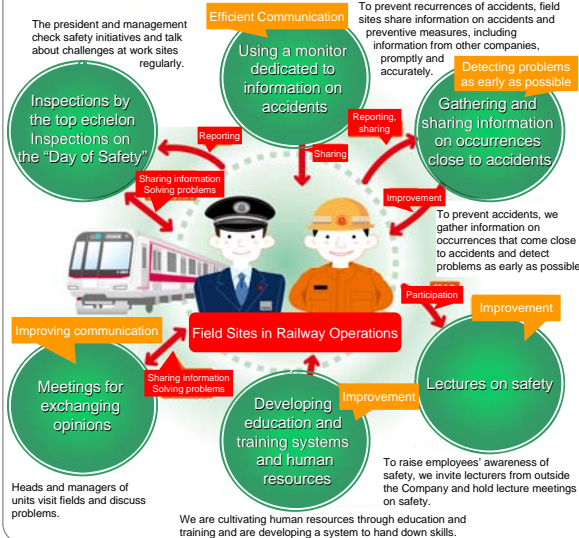 The president and management
check safety initiatives and talk
about challenges at work sites
regularly.
Efficient Communication
Using a monitor
dedicated to
information on
accidents
To prevent recurrences of accidents, field
sites share information on accidents and
preventive measures, including
information from other companies,
promptly and
accurately.
Detecting problems
as early as possible
Gathering and
sharing information
on occurrences
close to accidents
Inspections by
the top echelon
Inspections on
the “Day of Safety”
Reporting
Sharing
Reporting,
sharing
Sharing information
Solving problems
Improvement
To prevent accidents, we
gather information on
occurrences that come close
to accidents and detect
problems as early as possible
Participation
Improvement
Lectures on safety
Field Sites in Railway Operations
Improving communication
Meetings for
exchanging
opinions
Sharing information
Solving problems
Improvement
Developing
education and
training systems
and human
resources
To raise employees’ awareness of
safety, we invite lecturers from outside
the Company and hold lecture meetings
on safety.
Heads and managers of
units visit fields and discuss
problems.
We are cultivating human resources through education and
training and are developing a system to hand down skills.